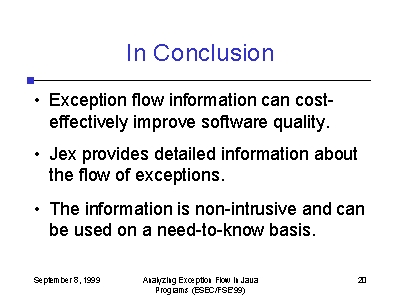 In Conclusion
• Exception flow information can cost-
effectively improve software quality.
• Jex provides detailed information about
the flow of exceptions.
• The information is non-intrusive and can
be used on a need-to-know basis.
September 8, 1999
Analyzing Exception Flow in Java
Programs (ESEC/FSE'99)
20